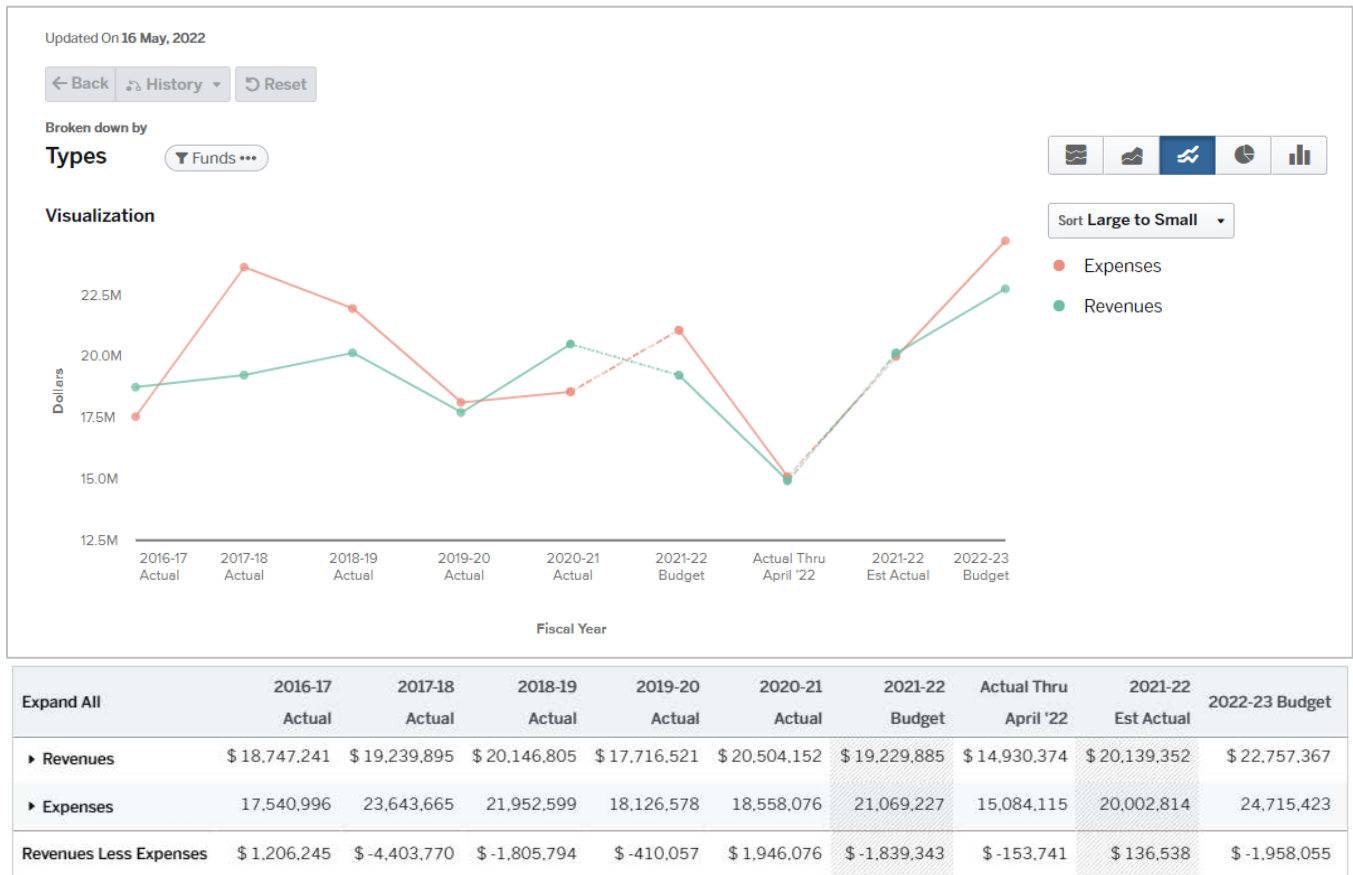 Updated On 16 May, 2022
Back History Reset
Broken down by
Types Funds •••
Visualization
Sort Large to Small
Expenses
Revenues
22.5M
20.0M
17.5M
15.0M
12.5M
Dollars
2016-17 2017-18 2018-19 2019-20 2020-21 2021-22 Actual Thru 2021-22 2022-23
Actual Actual Actual Actual Actual Budget April '22 Est Actual Budget
Fiscal Year
Expand All 2016-17 2017-18 2018-19 2019-20 2020-21 2021-22 Actual Thru 2021-22 2022-23 Budget
Actual Actual Actual Actual Actual Budget April '22 Est Actual
Revenues $ 18,747,241 $ 19,239,895 $ 20,146,805 $ 17,716,521 $ 20,504,152 $ 19,229,885 $ 14,930,374 $ 20,139,352 $ 22,757,367
Expenses 17,540,996 23,643,665 21,952,599 18,126,578 18,558,076 21,069,227 15,084,115 20,002,814 24,715,423
Revenues Less Expenses $ 1,206,245 $ -4,403,770 $ -1,805,794 $ -410,057 $ 1,946,076 $ -1,839,343 $ -153,741 $ 136,538 $ -1,958,055